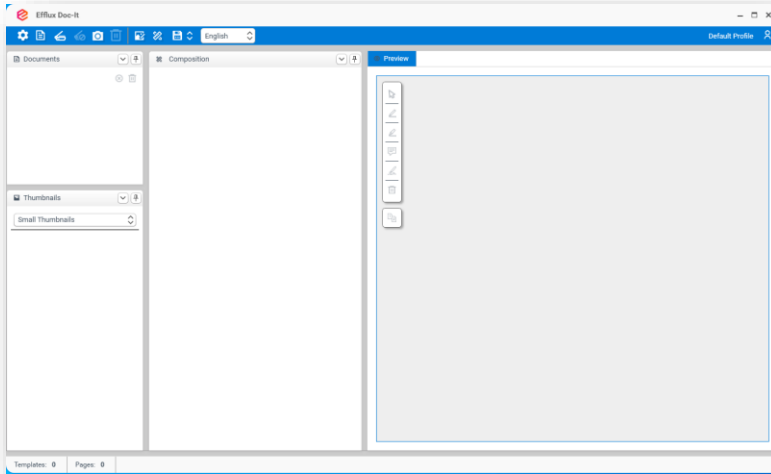 Efflux Doc-It
English
Default Profile
Documents
Composition
Preview
Thumbnails
Small Thumbnails
Templates: 0 Pages: 0